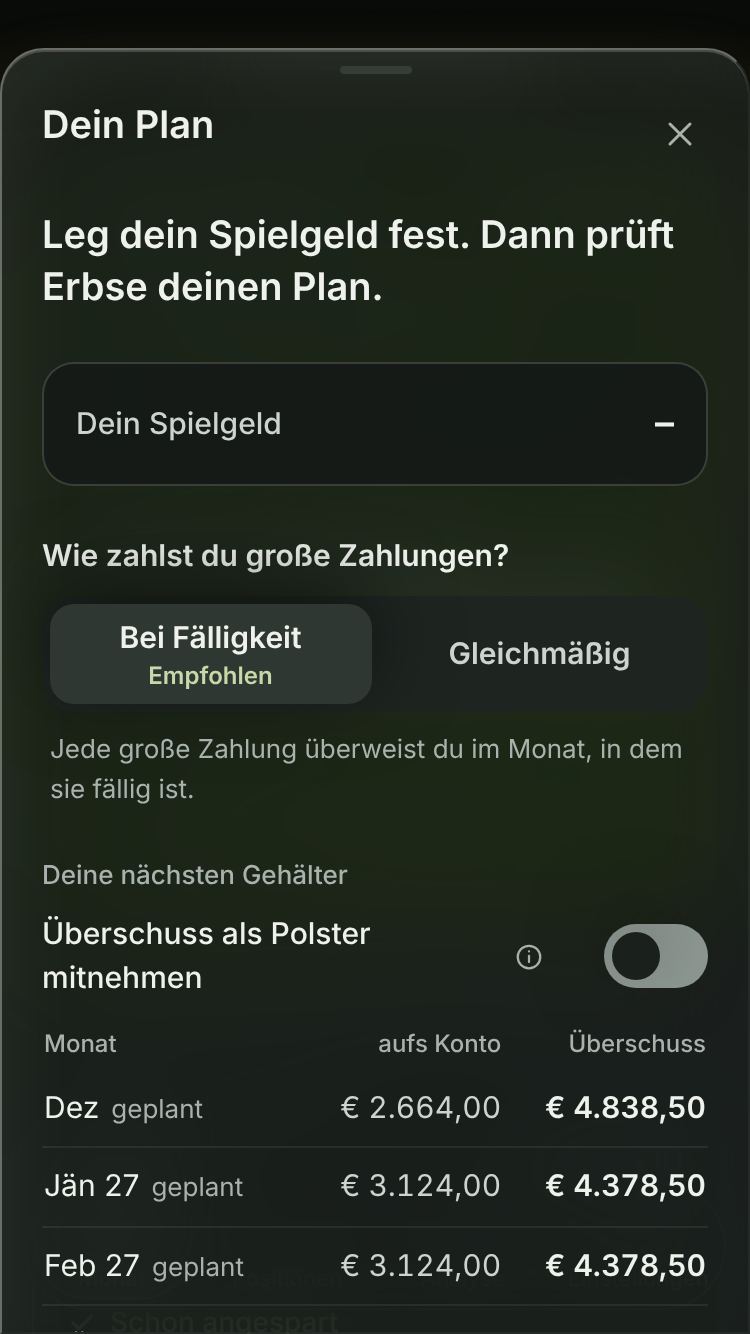 Dein Plan
Leg dein Spielgeld fest. Dann prüft
Erbse deinen Plan.
Dein Spielgeld –
Wie zahlst du große Zahlungen?
Bei Fälligkeit
Empfohlen
Gleichmäßig
Jede große Zahlung überweist du im Monat, in dem
sie fällig ist.
Deine nächsten Gehälter
Überschuss als Polster
mitnehmen
Monat aufs Konto Überschuss
Dez geplant € 2.664,00 € 4.838,50
Jän 27 geplant € 3.124,00 € 4.378,50
Feb 27 geplant € 3.124,00 € 4.378,50
Schon angespart